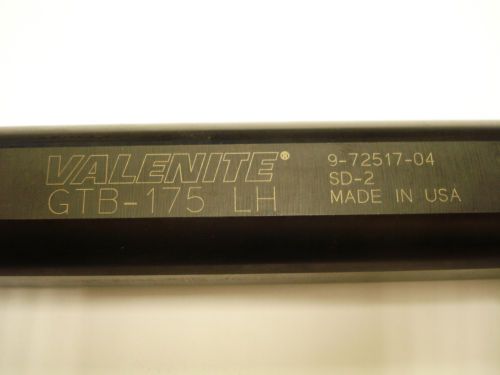 VALENITE®
GTB-175 LH
9-72517-04
SD-2
MADE IN USA